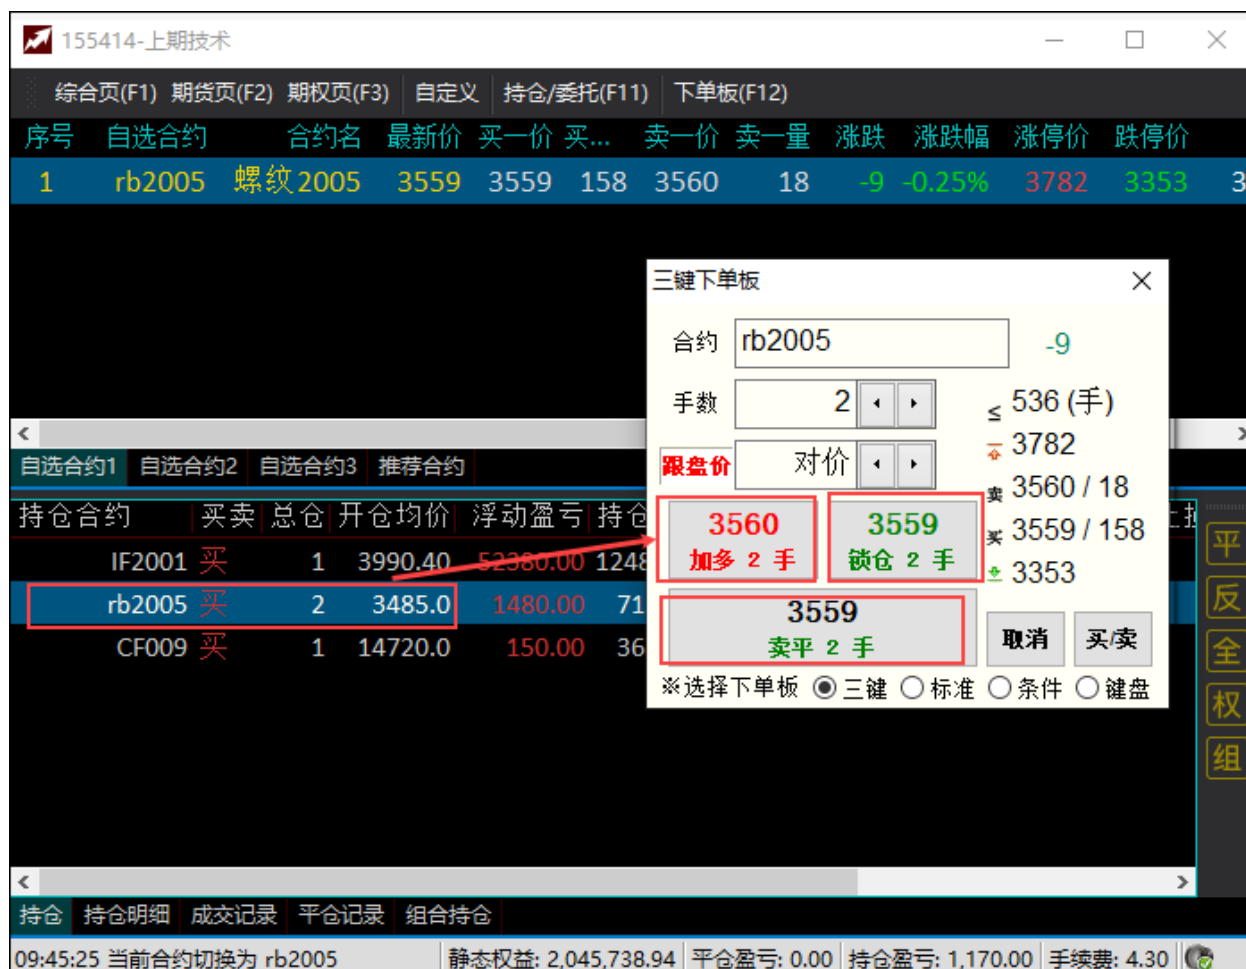 155414-上期技术
综合页(F1) 期货页(F2) 期权页(F3) 自定义 持仓/委托(F11) 下单板(F12)
序号 自选合约 合约名 最新价 买一价 买... 卖一价 卖一量 涨跌 涨跌幅 涨停价 跌停价
1 rb2005 螺纹2005 3559 3559 158 3560 18 -9 -0.25% 3782 3353 3
三键下单板
合约 rb2005 -9
手数 2 ≤ 536 (手)
跟盘价 对价 3782
卖 3560 / 18
买 3559 / 158
3353
3560 加多 2 手
3559 锁仓 2 手
3559 卖平 2 手
取消 买/卖
※选择下单板 三键 标准 条件 键盘
自选合约1 自选合约2 自选合约3 推荐合约
持仓合约 买卖 总仓 开仓均价 浮动盈亏 持仓
IF2001 买 1 3990.40 52380.00 1248
rb2005 买 2 3485.0 1480.00 71
CF009 买 1 14720.0 150.00 36
平
反
全
权
组
持仓 持仓明细 成交记录 平仓记录 组合持仓
09:45:25 当前合约切换为 rb2005 静态权益: 2,045,738.94 平仓盈亏: 0.00 持仓盈亏: 1,170.00 手续费: 4.30